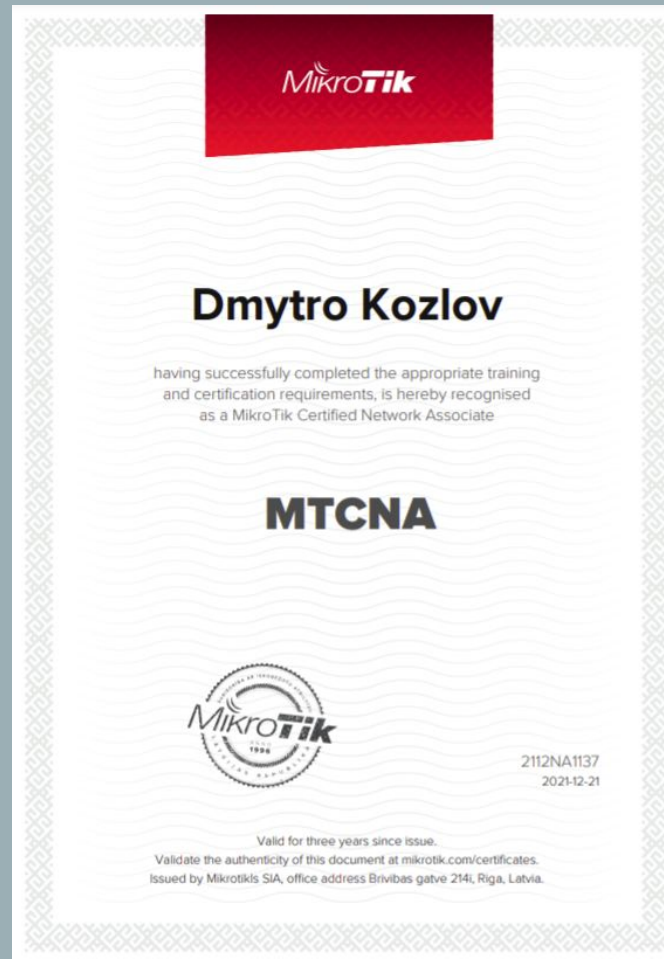 MikroTik
Dmytro Kozlov
having successfully completed the appropriate training
and certification requirements, is hereby recognised
as a MikroTik Certified Network Associate
MTCNA
MikroTik
1996
2112NA1137
2021-12-21
Valid for three years since issue.
Validate the authenticity of this document at mikrotik.com/certificates.
Issued by Mikrotikls SIA, office address Brivibas gatve 214i, Riga, Latvia.